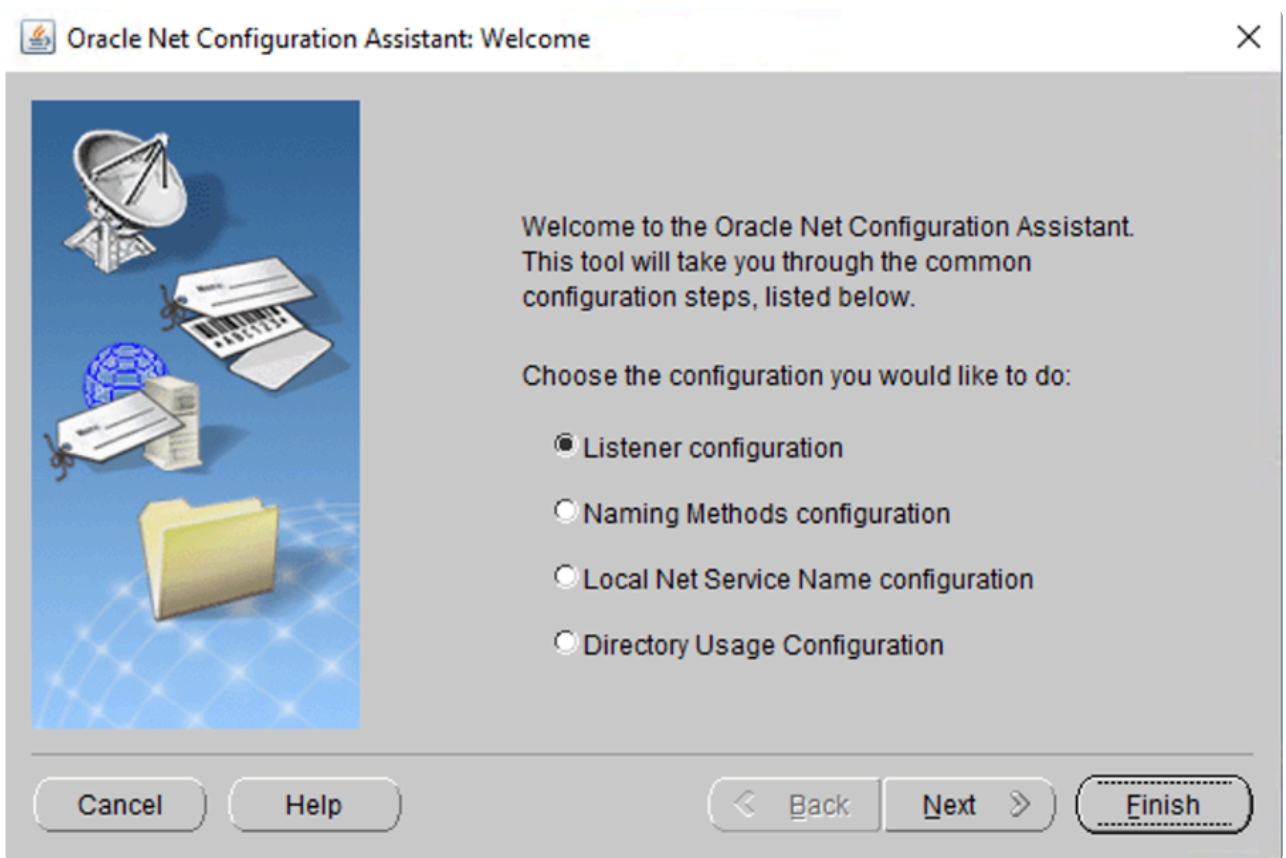 Oracle Net Configuration Assistant: Welcome
Welcome to the Oracle Net Configuration Assistant.
This tool will take you through the common
configuration steps, listed below.
Choose the configuration you would like to do:
Listener configuration
Naming Methods configuration
Local Net Service Name configuration
Directory Usage Configuration
Cancel
Help
Back
Next
Finish